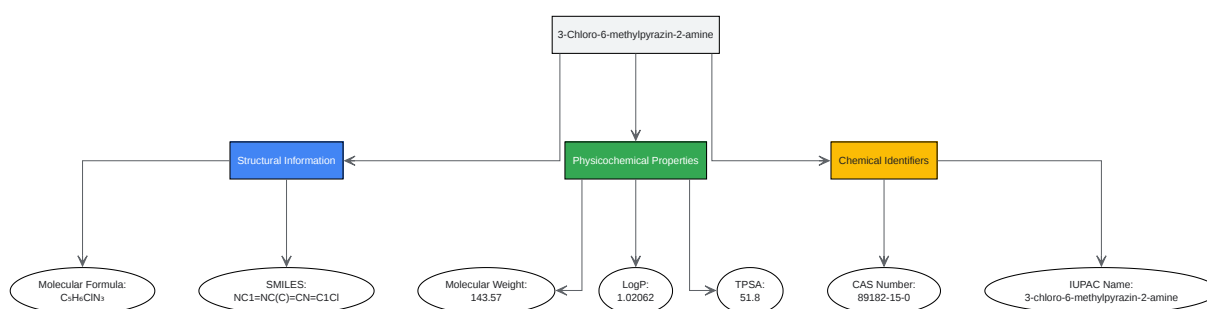 3-Chloro-6-methylpyrazin-2-amine
Structural Information
Physicochemical Properties
Chemical Identifiers
Molecular Formula:
C₅H₆ClN₃
SMILES:
NC1=NC(C)=CN=C1Cl
Molecular Weight:
143.57
LogP:
1.02062
TPSA:
51.8
CAS Number:
89182-15-0
IUPAC Name:
3-chloro-6-methylpyrazin-2-amine